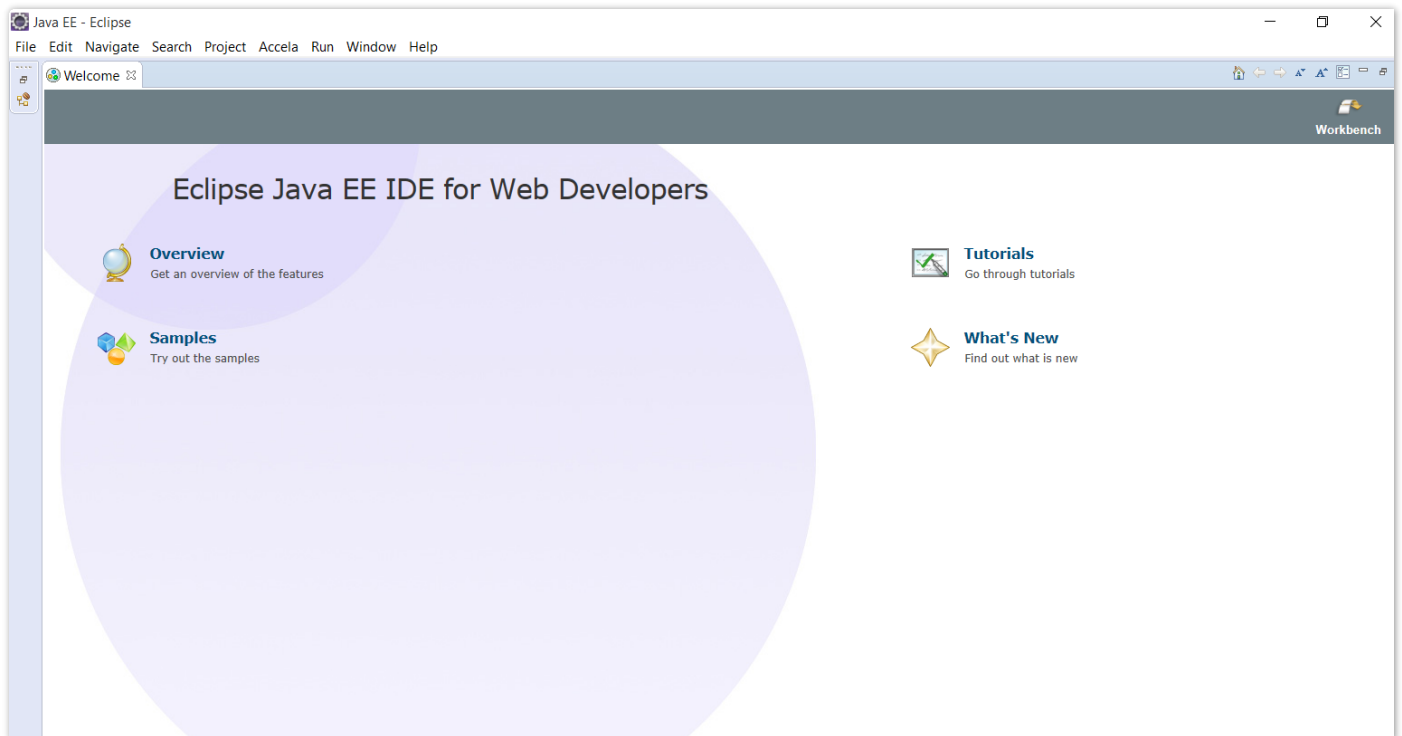 Java EE - Eclipse
File Edit Navigate Search Project Accela Run Window Help
Welcome
Workbench
Eclipse Java EE IDE for Web Developers
Overview
Get an overview of the features
Tutorials
Go through tutorials
Samples
Try out the samples
What's New
Find out what is new